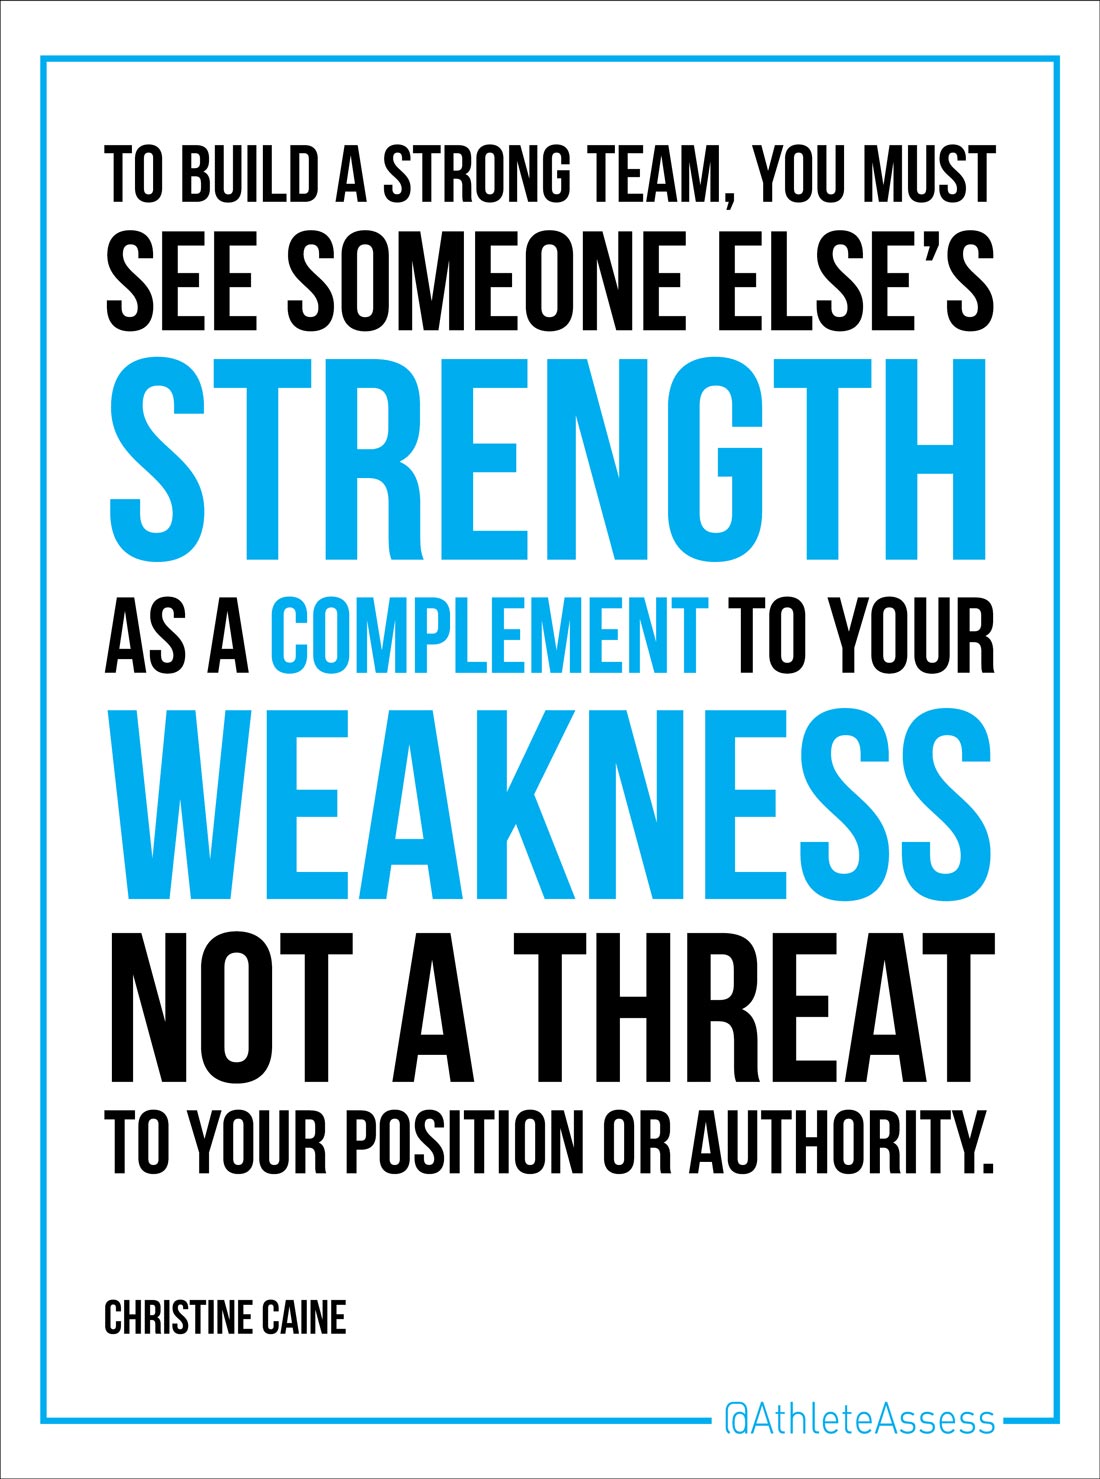 TO BUILD A STRONG TEAM, YOU MUST
SEE SOMEONE ELSE’S
STRENGTH
AS A COMPLEMENT TO YOUR
WEAKNESS
NOT A THREAT
TO YOUR POSITION OR AUTHORITY.
CHRISTINE CAINE
@AthleteAssess